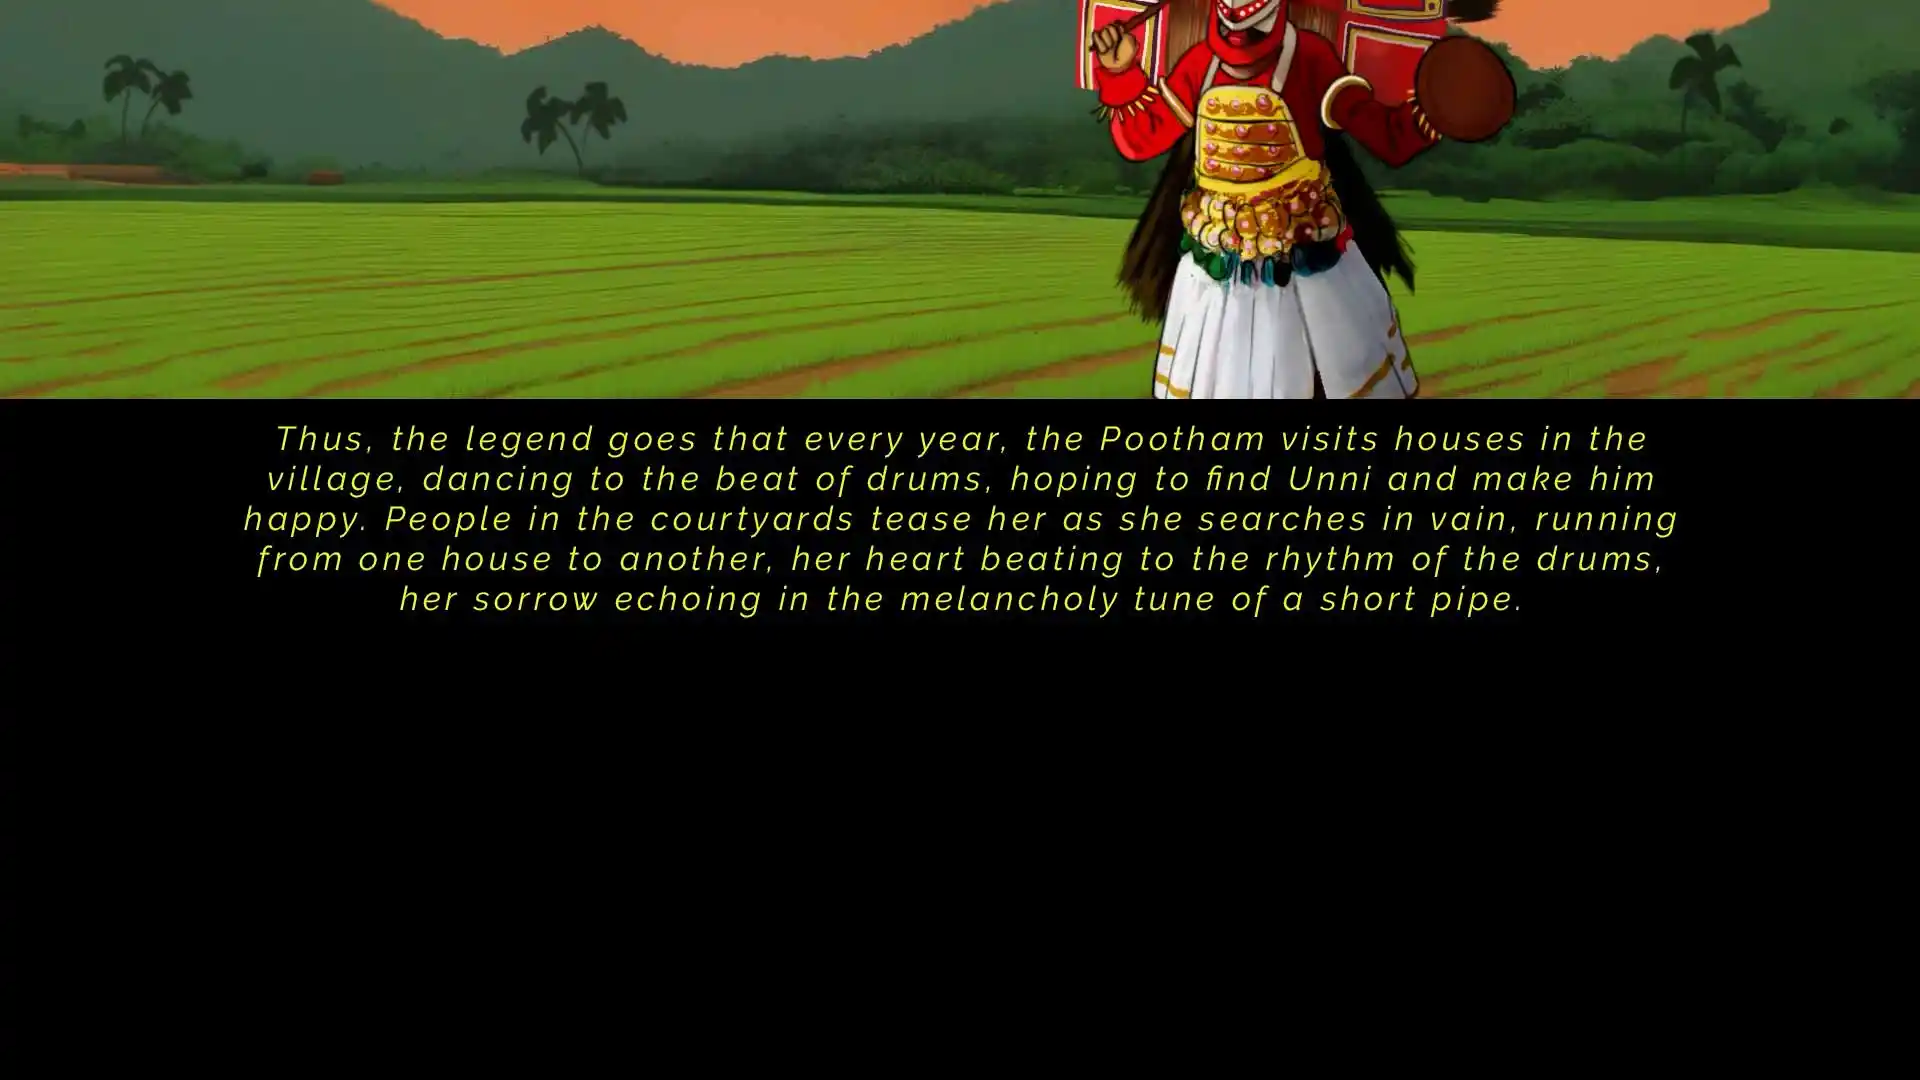 Thus, the legend goes that every year, the Pootham visits houses in the
village, dancing to the beat of drums, hoping to find Unni and make him
happy. People in the courtyards tease her as she searches in vain, running
from one house to another, her heart beating to the rhythm of the drums,
her sorrow echoing in the melancholy tune of a short pipe.